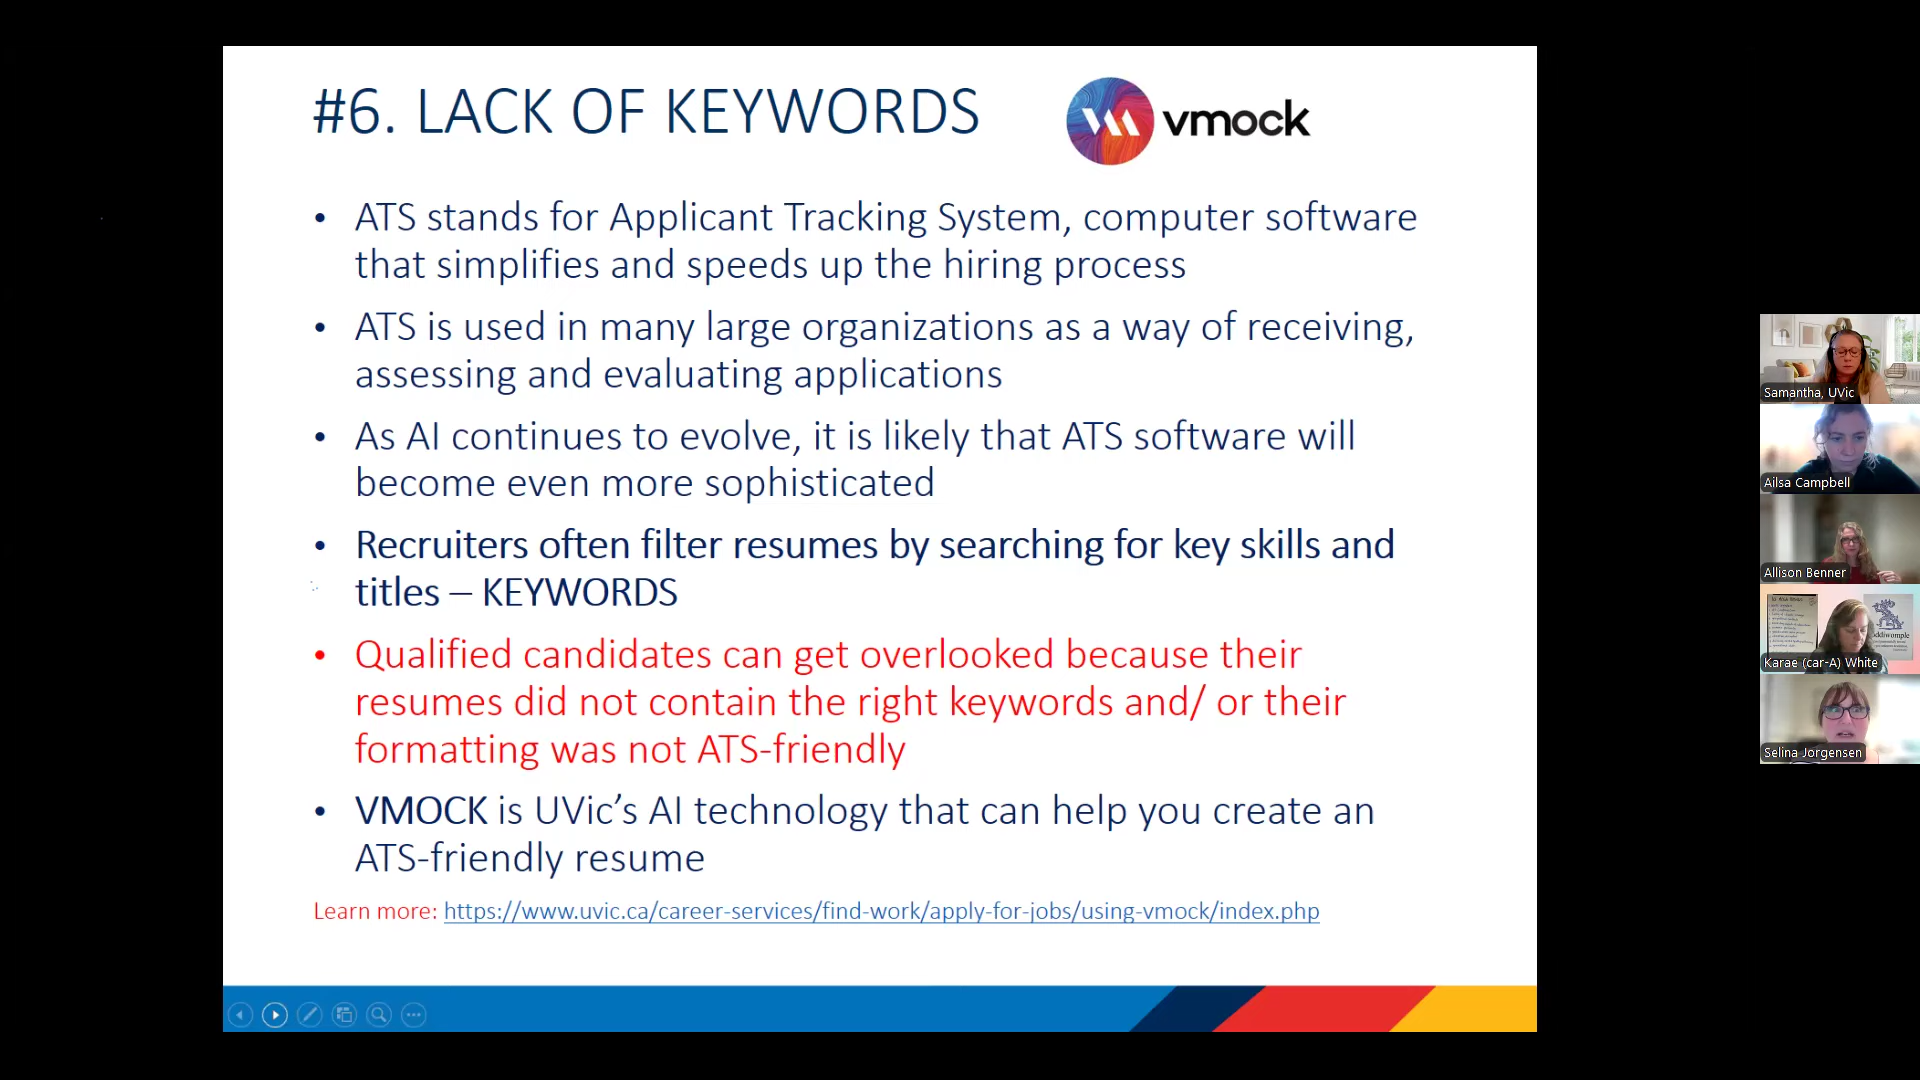 #6. LACK OF KEYWORDS
vmock
• ATS stands for Applicant Tracking System, computer software
that simplifies and speeds up the hiring process
• ATS is used in many large organizations as a way of receiving,
assessing and evaluating applications
• As AI continues to evolve, it is likely that ATS software will
become even more sophisticated
• Recruiters often filter resumes by searching for key skills and
titles – KEYWORDS
• Qualified candidates can get overlooked because their
resumes did not contain the right keywords and/ or their
formatting was not ATS-friendly
• VMOCK is UVic’s AI technology that can help you create an
ATS-friendly resume
Learn more: https://www.uvic.ca/career-services/find-work/apply-for-jobs/using-vmock/index.php
Samantha, UVic
Ailsa Campbell
Allison Benner
Karae (car-A) White
Selina Jorgensen